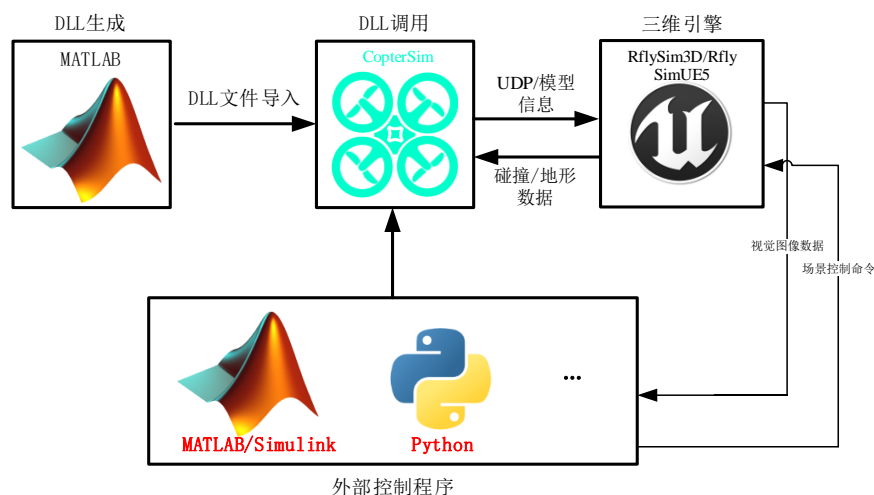 DLL生成
DLL调用
三维引擎
MATLAB
CopterSim
RflySim3D/Rfly
SimUE5
DLL文件导入
UDP/模型
信息
碰撞/地形
数据
视觉图像数据
场景控制命令
MATLAB/Simulink
Python
...
外部控制程序